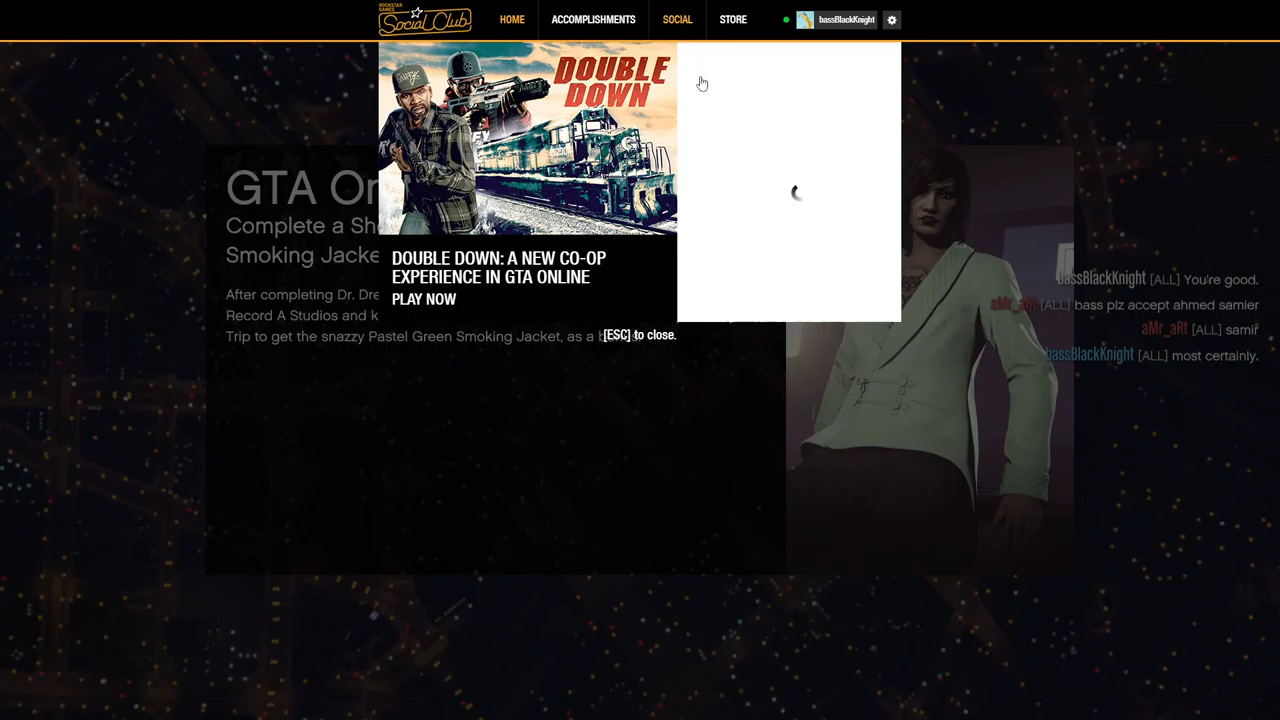 ROCKSTAR
GAMES
Social Club
HOME
ACCOMPLISHMENTS
SOCIAL
STORE
bassBlackKnight
DOUBLE
DOWN
DOUBLE DOWN: A NEW CO-OP
EXPERIENCE IN GTA ONLINE
PLAY NOW
[ESC] to close.
GTA On
Complete a Sh
Smoking Jacke
After completing Dr. Dre
Record A Studios and k
Trip to get the snazzy Pastel Green Smoking Jacket, as a b
bassBlackKnight [ALL] You're good.
aMr_aRt [ALL] bass plz accept ahmed samier
aMr_aRt [ALL] samir
bassBlackKnight [ALL] most certainly.